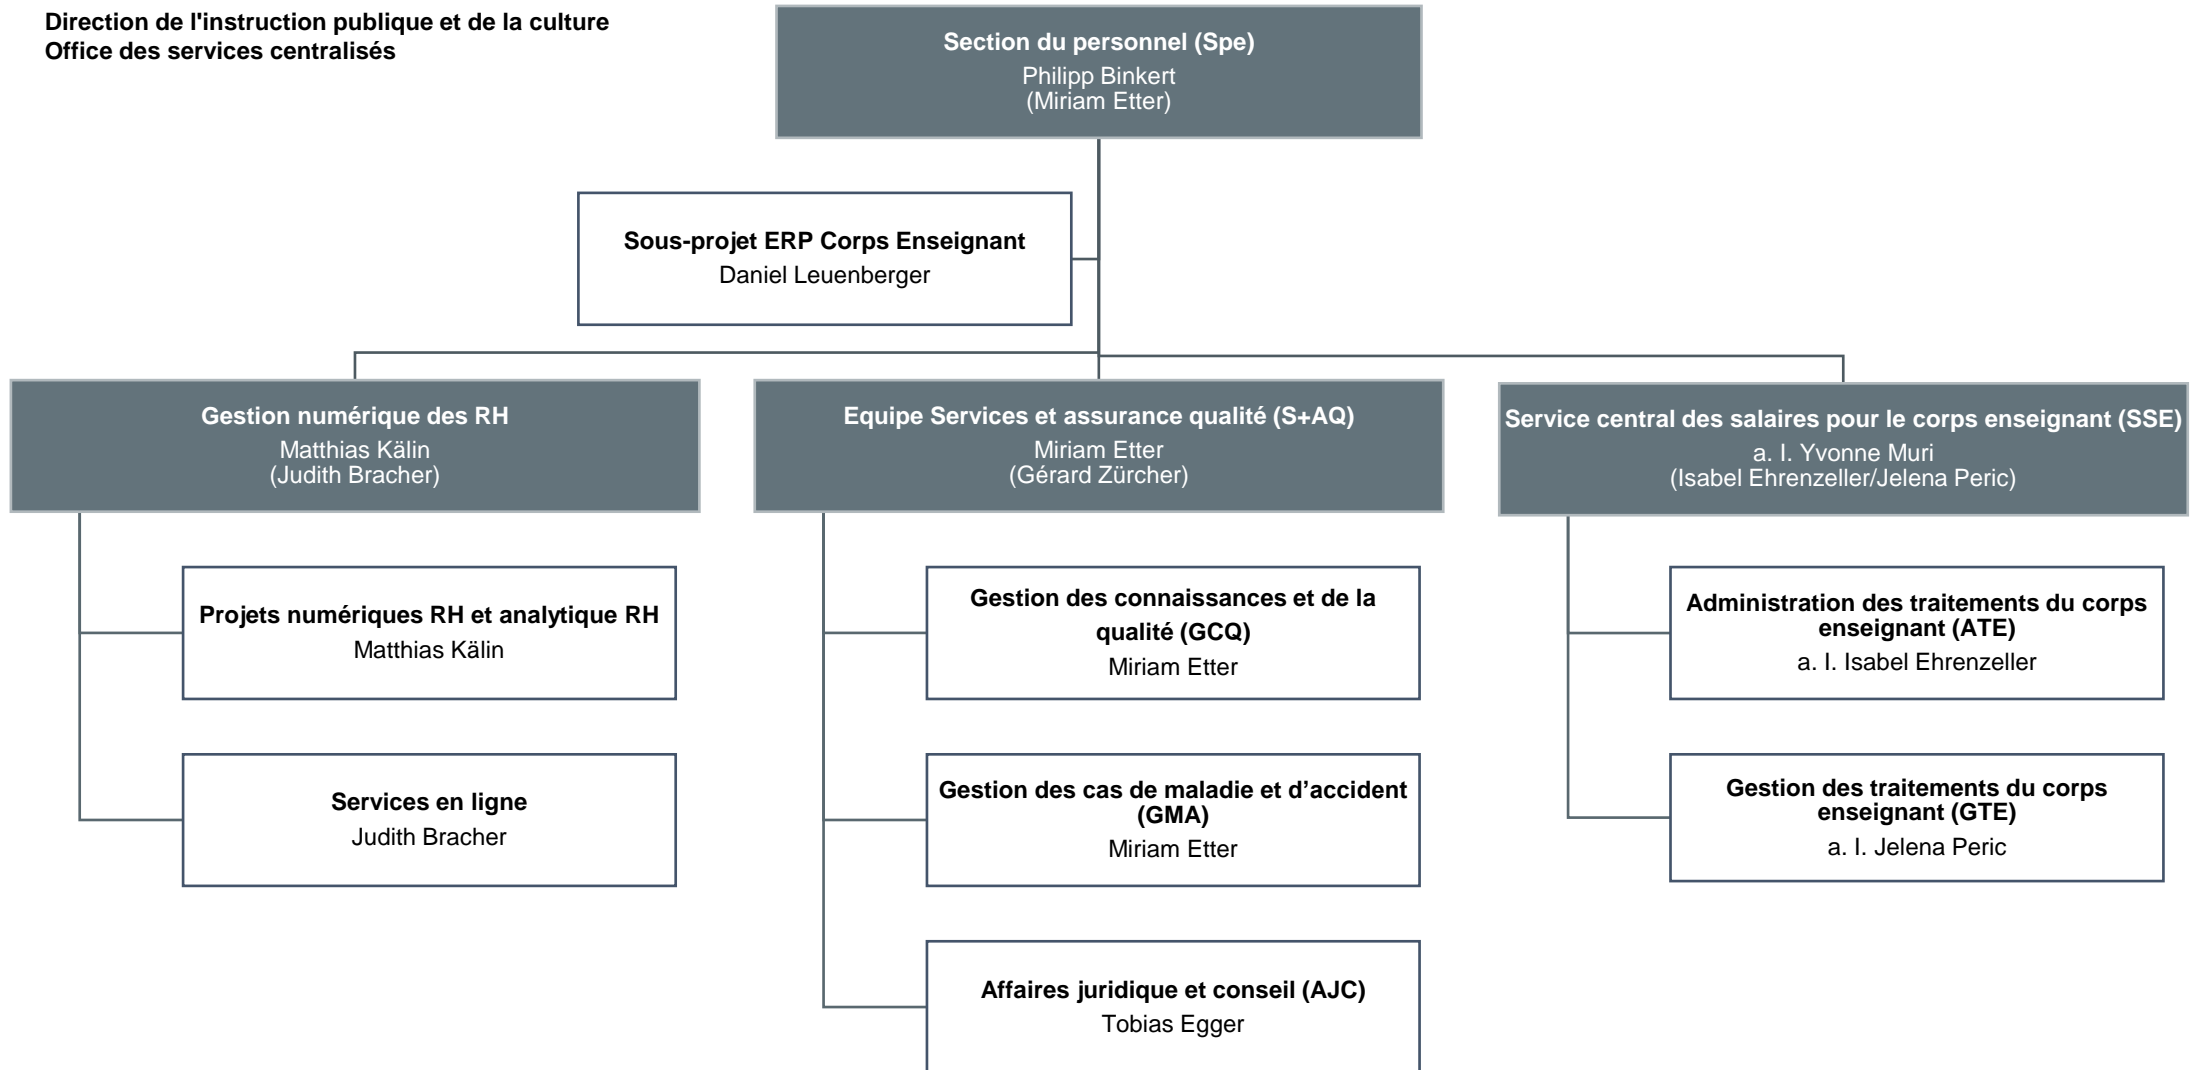 Direction de l'instruction publique et de la culture
Office des services centralisés
Section du personnel (Spe)
Philipp Binkert
(Miriam Etter)
Sous-projet ERP Corps Enseignant
Daniel Leuenberger
Gestion numérique des RH
Matthias Kälin
(Judith Bracher)
Projets numériques RH et analytique RH
Matthias Kälin
Services en ligne
Judith Bracher
Equipe Services et assurance qualité (S+AQ)
Miriam Etter
(Gérard Zürcher)
Gestion des connaissances et de la
qualité (GCQ)
Miriam Etter
Gestion des cas de maladie et d’accident
(GMA)
Miriam Etter
Affaires juridique et conseil (AJC)
Tobias Egger
Service central des salaires pour le corps enseignant (SSE)
a. I. Yvonne Muri
(Isabel Ehrenzeller/Jelena Peric)
Administration des traitements du corps
enseignant (ATE)
a. I. Isabel Ehrenzeller
Gestion des traitements du corps
enseignant (GTE)
a. I. Jelena Peric